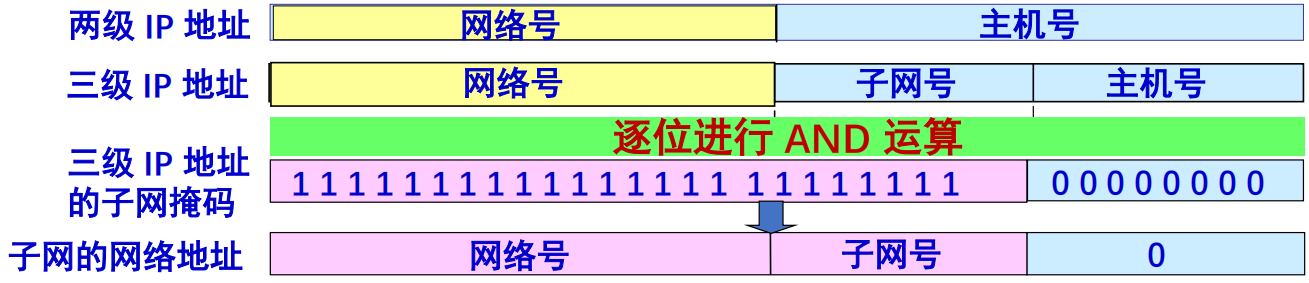 两级 IP 地址 网络号 主机号
三级 IP 地址 网络号 子网号 主机号
逐位进行 AND 运算
三级 IP 地址
的子网掩码
1 1 1 1 1 1 1 1 1 1 1 1 1 1 1 1 1 1 1 1 1 1 1 1 0 0 0 0 0 0 0 0
子网的网络地址 网络号 子网号 0